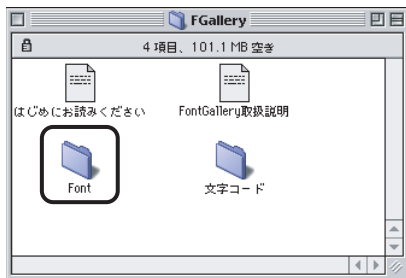 FGallery
4 項目、101.1 MB 空き
はじめにお読みください
FontGallery取扱説明
Font
文字コード